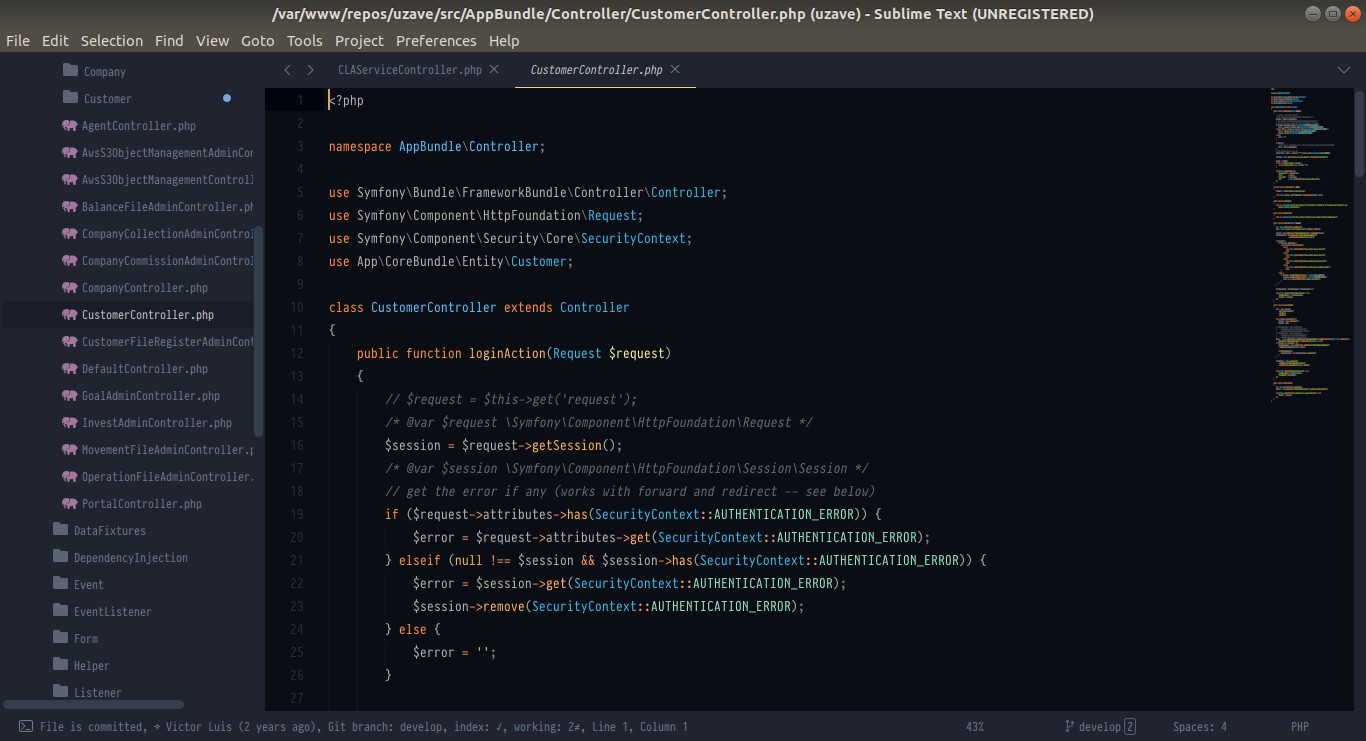 /var/www/repos/uzave/src/AppBundle/Controller/CustomerController.php (uzave) - Sublime Text (UNREGISTERED)
File Edit Selection Find View Goto Tools Project Preferences Help
Company
Customer
AgentController.php
AwsS3ObjectManagementAdminCor
AwsS3ObjectManagementControll
BalanceFileAdminController.ph
CompanyCollectionAdminControl
CompanyCommissionAdminControl
CompanyController.php
CustomerController.php
CustomerFileRegisterAdminCont
DefaultController.php
GoalAdminController.php
InvestAdminController.php
MovementFileAdminController.p
OperationFileAdminController.
PortalController.php
DataFixtures
DependencyInjection
Event
EventListener
Form
Helper
Listener
CLAServiceController.php
CustomerController.php
1 <?php
2
3 namespace AppBundle\Controller;
4
5 use Symfony\Bundle\FrameworkBundle\Controller\Controller;
6 use Symfony\Component\HttpFoundation\Request;
7 use Symfony\Component\Security\Core\SecurityContext;
8 use App\CoreBundle\Entity\Customer;
9
10 class CustomerController extends Controller
11 {
12 public function loginAction(Request $request)
13 {
14 // $request = $this->get('request');
15 /* @var $request \Symfony\Component\HttpFoundation\Request */
16 $session = $request->getSession();
17 /* @var $session \Symfony\Component\HttpFoundation\Session\Session */
18 // get the error if any (works with forward and redirect -- see below)
19 if ($request->attributes->has(SecurityContext::AUTHENTICATION_ERROR)) {
20 $error = $request->attributes->get(SecurityContext::AUTHENTICATION_ERROR);
21 } elseif (null !== $session && $session->has(SecurityContext::AUTHENTICATION_ERROR)) {
22 $error = $session->get(SecurityContext::AUTHENTICATION_ERROR);
23 $session->remove(SecurityContext::AUTHENTICATION_ERROR);
24 } else {
25 $error = '';
26 }
27
File is committed, ⌖ Victor Luis (2 years ago), Git branch: develop, index: ✓, working: 2≠, Line 1, Column 1
43%
develop 2
Spaces: 4
PHP